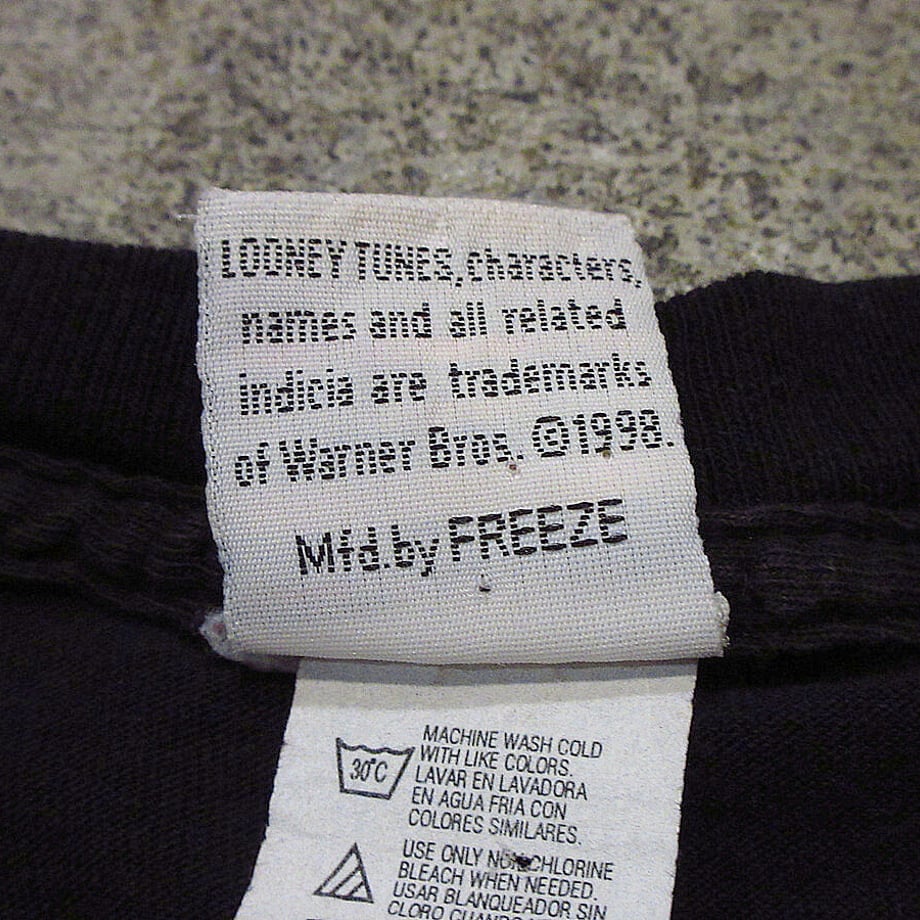 LOONEY TUNES, characters,
names and all related
indicia are trademarks
of Warner Bros. ©1998.
Mfd.by FREEZE
30°C
MACHINE WASH COLD
WITH LIKE COLORS.
LAVAR EN LAVADORA
EN AGUA FRIA CON
COLORES SIMILARES.
USE ONLY NON-CHLORINE
BLEACH WHEN NEEDED.
USAR BLANQUEADOR SIN
CLORO CUANDO